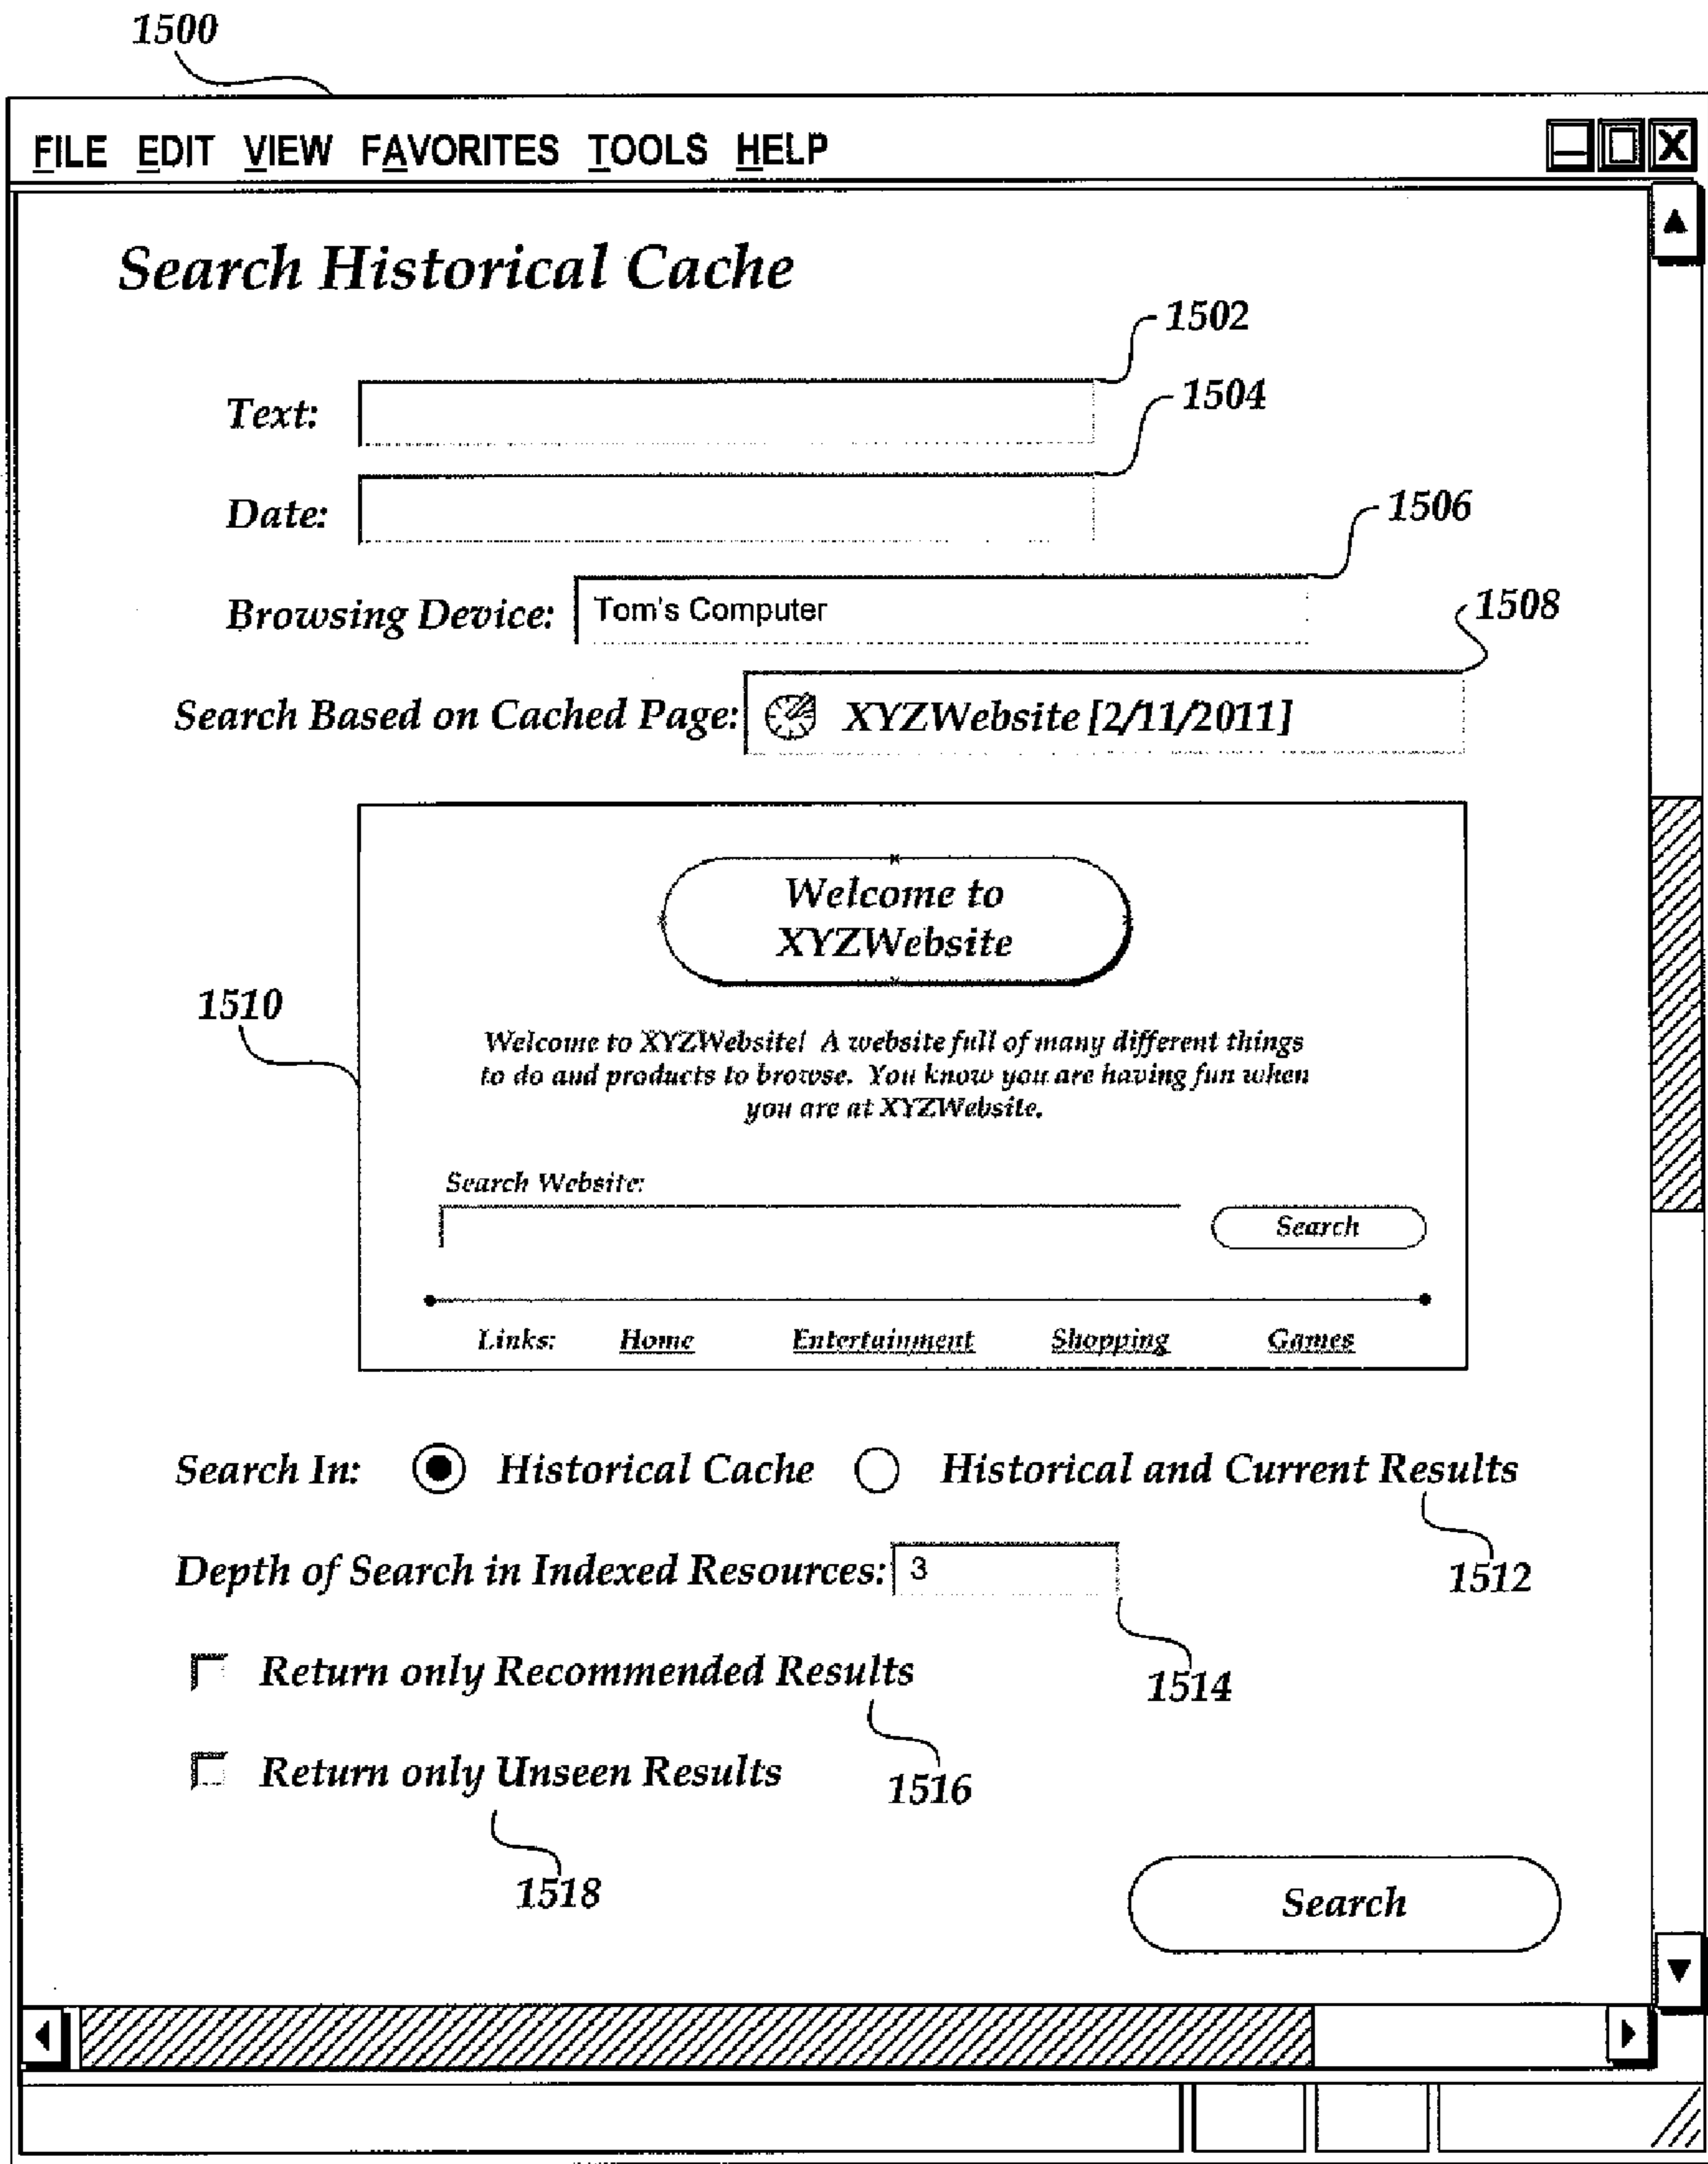 1500
FILE EDIT VIEW FAVORITES TOOLS HELP
Search Historical Cache
1502
Text:
1504
Date:
1506
Browsing Device: Tom's Computer
1508
Search Based on Cached Page: XYZWebsite [2/11/2011]
Welcome to
XYZWebsite
1510
Welcome to XYZWebsite! A website full of many different things
to do and products to browse. You know you are having fun when
you are at XYZWebsite.
Search Website:
Search
Links: Home Entertainment Shopping Games
Search In: Historical Cache Historical and Current Results
1512
Depth of Search in Indexed Resources: 3
1514
Return only Recommended Results
1516
Return only Unseen Results
1518
Search